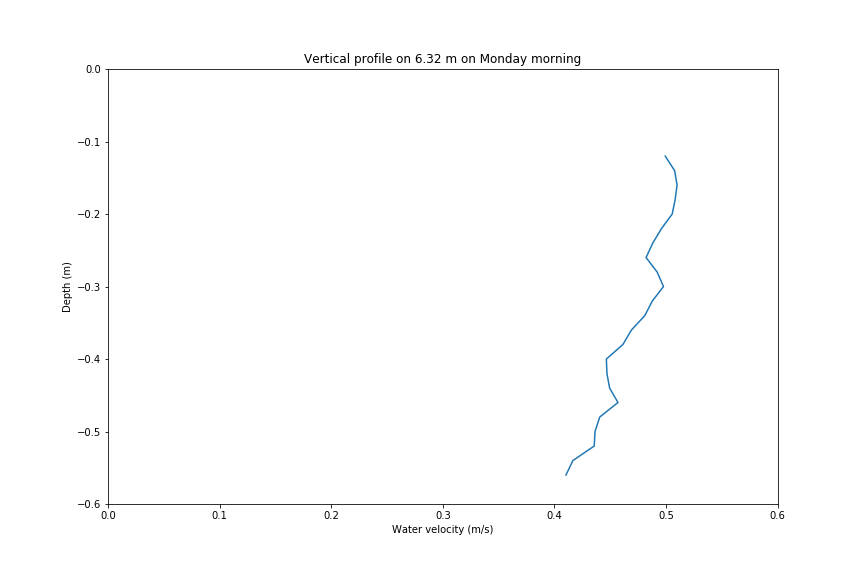 Vertical profile on 6.32 m on Monday morning
0.0
−0.1
−0.2
−0.3
−0.4
−0.5
−0.6
Depth (m)
0.0 0.1 0.2 0.3 0.4 0.5 0.6
Water velocity (m/s)